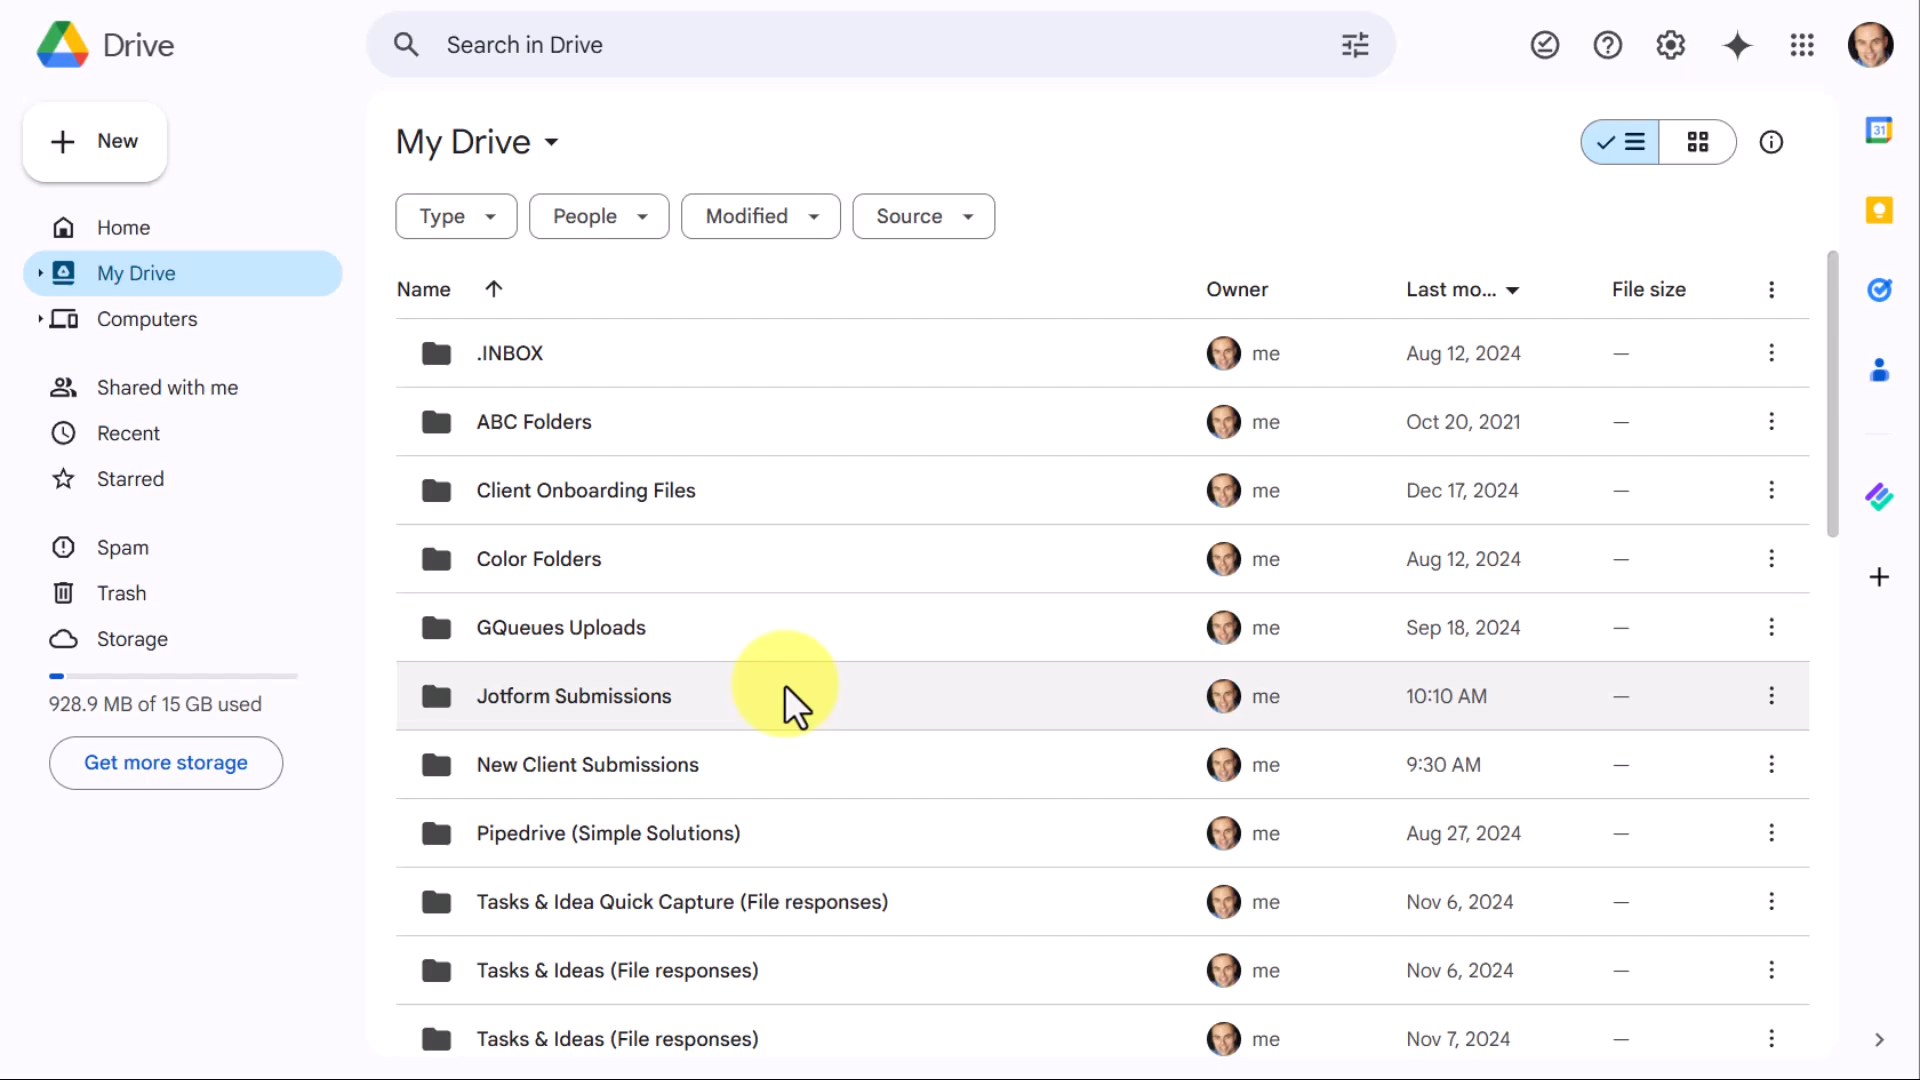 Drive
Search in Drive
New
My Drive
Type
People
Modified
Source
Home
My Drive
Computers
Shared with me
Recent
Starred
Spam
Trash
Storage
928.9 MB of 15 GB used
Get more storage
Name Owner Last mo... File size
.INBOX me Aug 12, 2024 —
ABC Folders me Oct 20, 2021 —
Client Onboarding Files me Dec 17, 2024 —
Color Folders me Aug 12, 2024 —
GQueues Uploads me Sep 18, 2024 —
Jotform Submissions me 10:10 AM —
New Client Submissions me 9:30 AM —
Pipedrive (Simple Solutions) me Aug 27, 2024 —
Tasks & Idea Quick Capture (File responses) me Nov 6, 2024 —
Tasks & Ideas (File responses) me Nov 6, 2024 —
Tasks & Ideas (File responses) me Nov 7, 2024 —
31